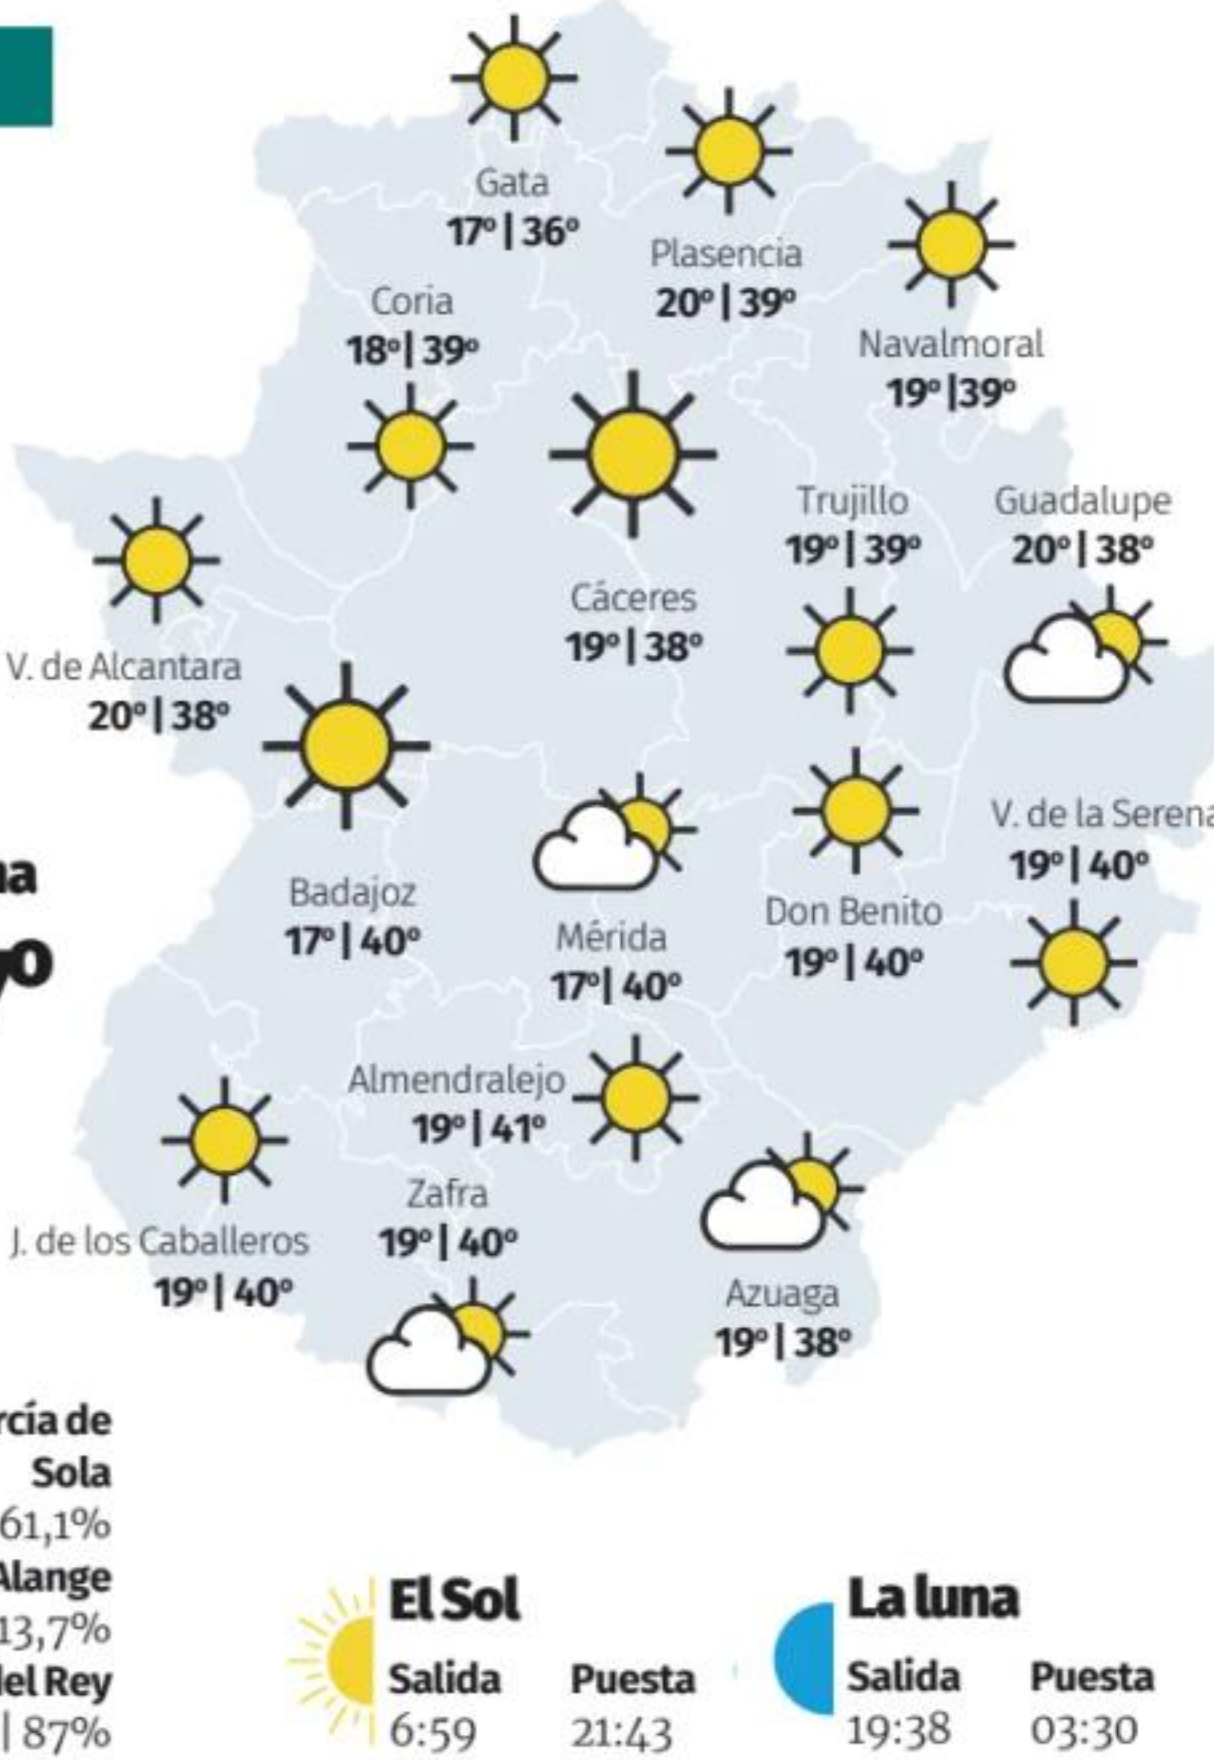 Gata
17º | 36º
Plasencia
20º | 39º
Coria
18º | 39º
Navalmoral
19º | 39º
Trujillo
19º | 39º
Guadalupe
20º | 38º
Cáceres
19º | 38º
V. de Alcantara
20º | 38º
V. de la Serena
19º | 40º
Badajoz
17º | 40º
Don Benito
19º | 40º
Mérida
17º | 40º
Almendralejo
19º | 41º
Zafra
19º | 40º
J. de los Caballeros
19º | 40º
Azuaga
19º | 38º
rcía de
Sola
61,1%
Alange
13,7%
del Rey
| 87%
El Sol
Salida Puesta
6:59 21:43
La luna
Salida Puesta
19:38 03:30